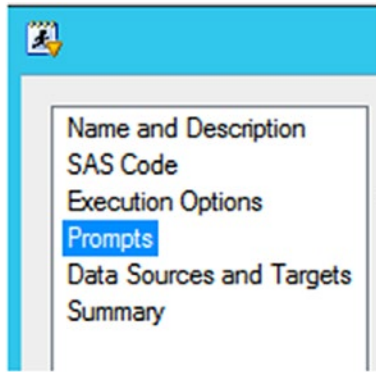 Name and Description
SAS Code
Execution Options
Prompts
Data Sources and Targets
Summary